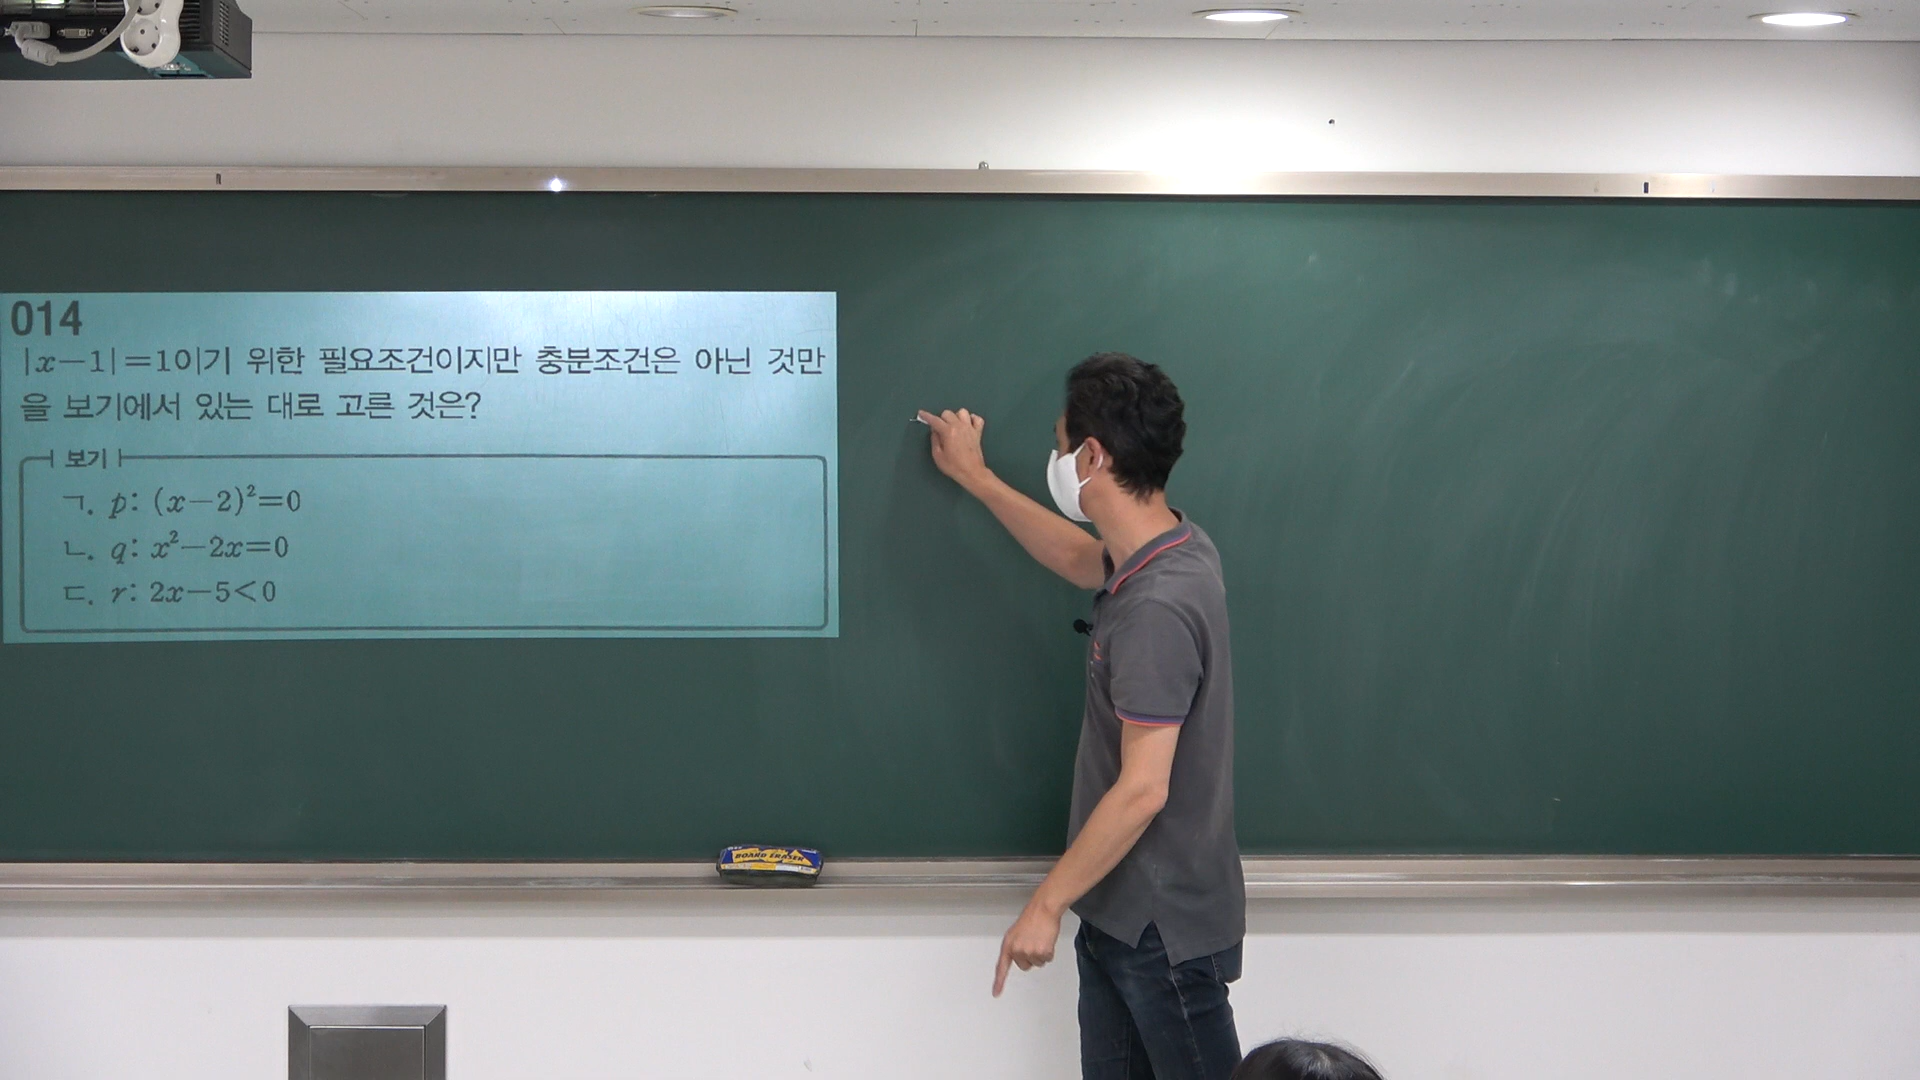 014
|x-1|=1이기 위한 필요조건이지만 충분조건은 아닌 것만
을 보기에서 있는 대로 고른 것은?
보기
ㄱ. p: (x-2)²=0
ㄴ. q: x²-2x=0
ㄷ. r: 2x-5<0
BOARD ERASER